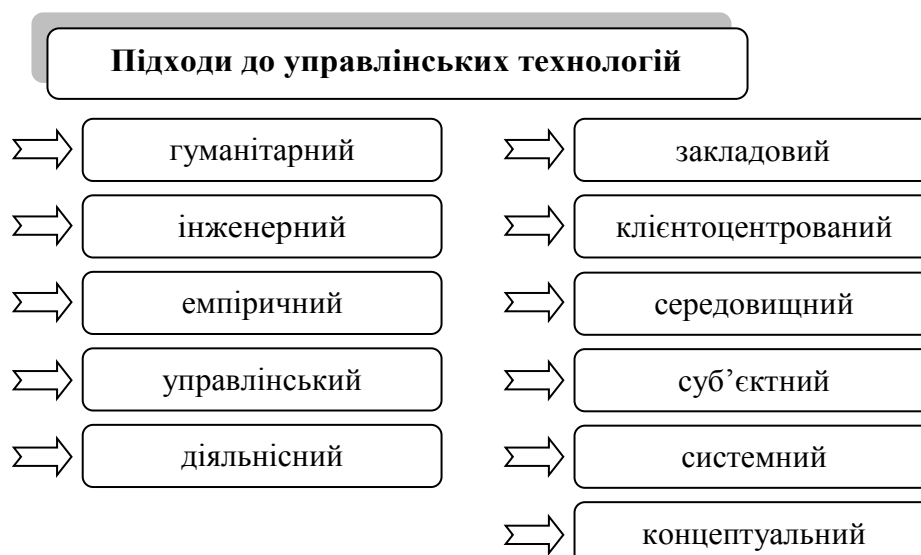 Підходи до управлінських технологій
гуманітарний
інженерний
емпіричний
управлінський
діяльнісний
закладовий
клієнтоцентрований
середовищний
суб’єктний
системний
концептуальний